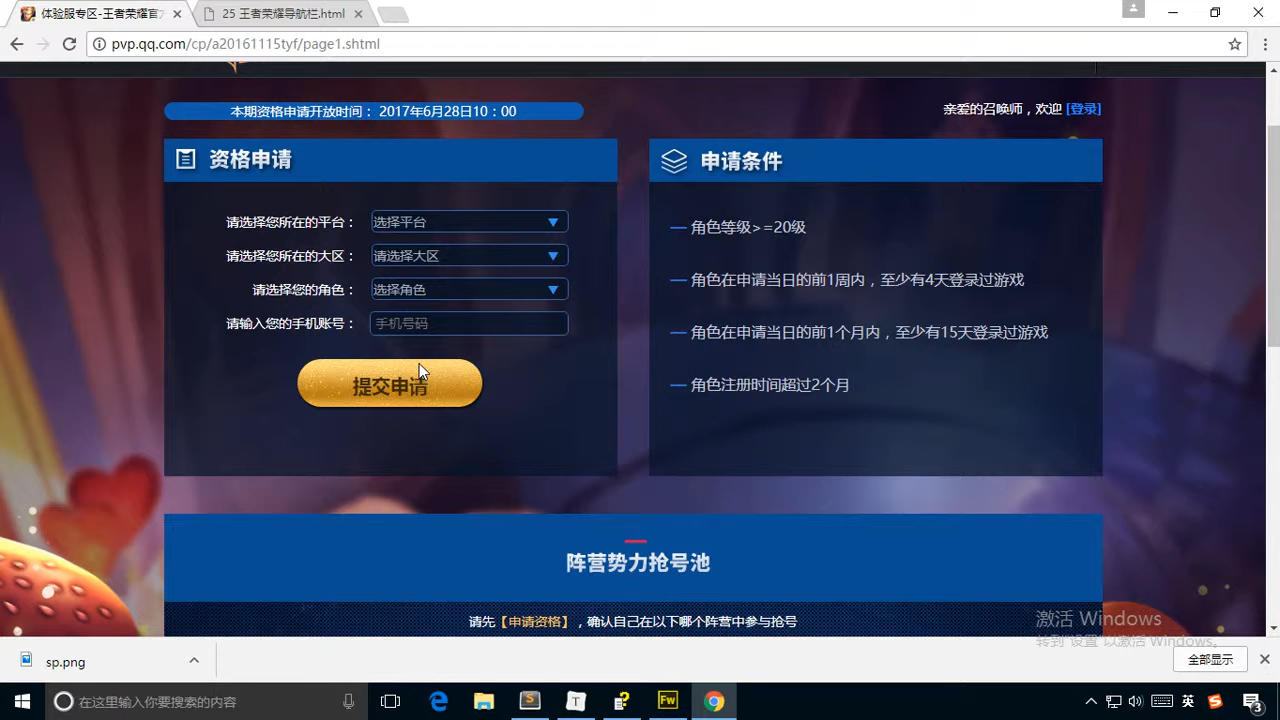 体验服专区-王者荣耀官方
25 王者荣耀导航栏.html
pvp.qq.com/cp/a20161115tyf/page1.shtml
本期资格申请开放时间： 2017年6月28日10：00
亲爱的召唤师，欢迎 [登录]
资格申请
请选择您所在的平台： 选择平台
请选择您所在的大区： 请选择大区
请选择您的角色： 选择角色
请输入您的手机账号： 手机号码
提交申请
申请条件
角色等级>=20级
角色在申请当日的前1周内，至少有4天登录过游戏
角色在申请当日的前1个月内，至少有15天登录过游戏
角色注册时间超过2个月
阵营势力抢号池
请先【申请资格】，确认自己在以下哪个阵营中参与抢号
激活 Windows
转到"设置"以激活 Windows。
sp.png
全部显示
在这里输入你要搜索的内容
英
3